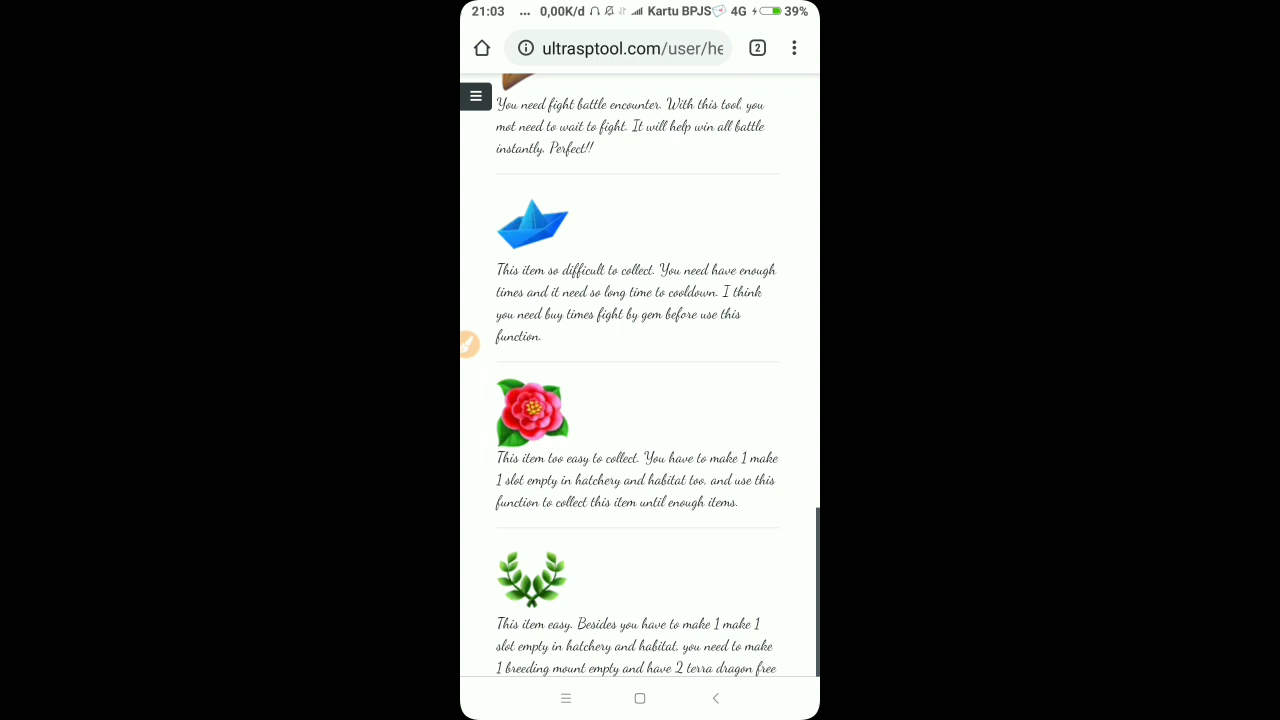 21:03 ... 0,00K/d Kartu BPJS 4G 39%
ultrasptool.com/user/he
2
You need fight battle encounter. With this tool, you
mot need to wait to fight. It will help win all battle
instantly. Perfect!!
This item so difficult to collect. You need have enough
times and it need so long time to cooldown. I think
you need buy times fight by gem before use this
function.
This item too easy to collect. You have to make 1 make
1 slot empty in hatchery and habitat too, and use this
function to collect this item until enough items.
This item easy. Besides you have to make 1 make 1
slot empty in hatchery and habitat, you need to make
1 breeding mount empty and have 2 terra dragon free